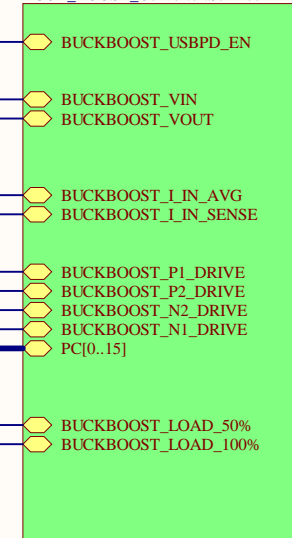 BUCKBOOST_USBPD_EN
BUCKBOOST_VIN
BUCKBOOST_VOUT
BUCKBOOST_I_IN_AVG
BUCKBOOST_I_IN_SENSE
BUCKBOOST_P1_DRIVE
BUCKBOOST_P2_DRIVE
BUCKBOOST_N2_DRIVE
BUCKBOOST_N1_DRIVE
PC[0..15]
BUCKBOOST_LOAD_50%
BUCKBOOST_LOAD_100%